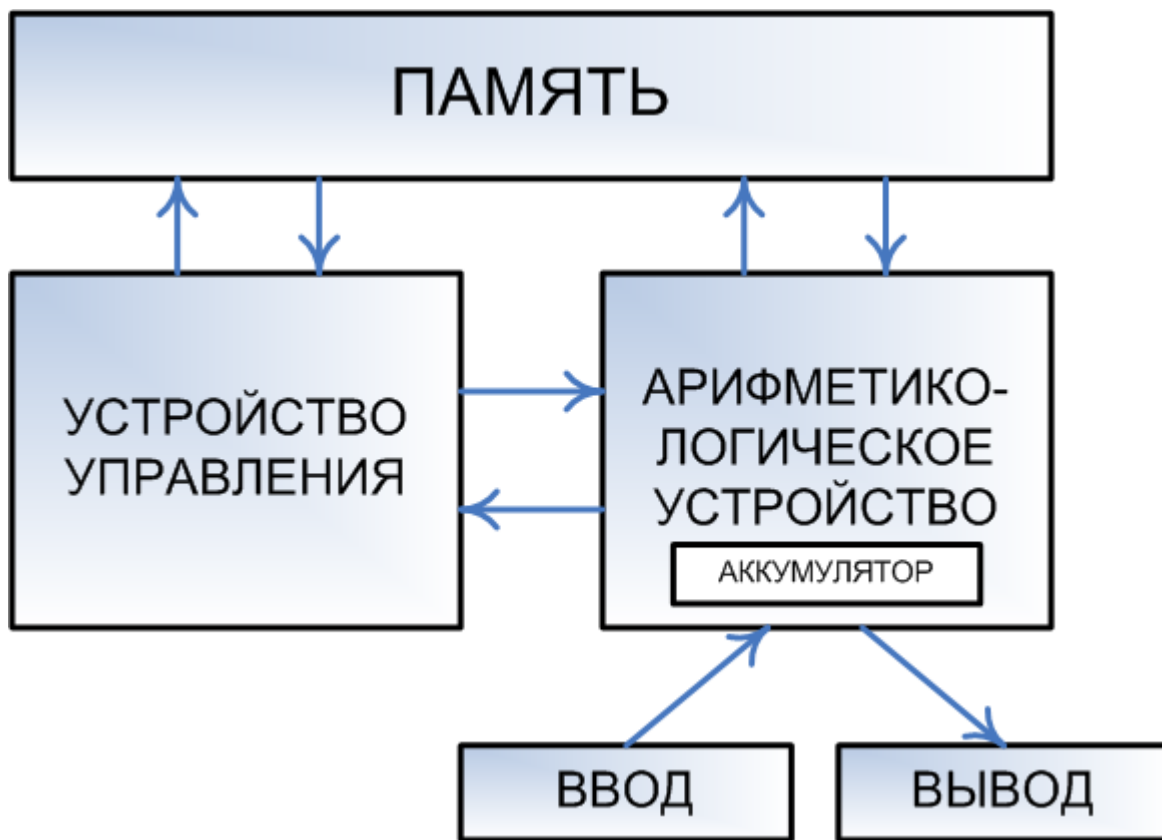 ПАМЯТЬ
УСТРОЙСТВО
УПРАВЛЕНИЯ
АРИФМЕТИКО-
ЛОГИЧЕСКОЕ
УСТРОЙСТВО
АККУМУЛЯТОР
ВВОД
ВЫВОД